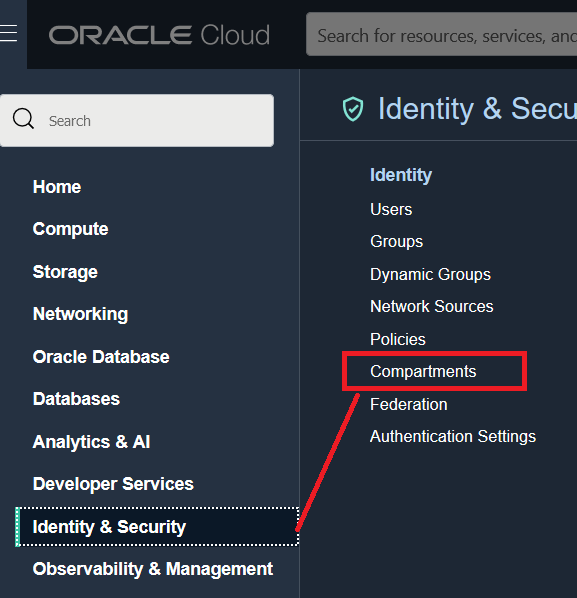 ORACLE Cloud
Search for resources, services, and
Search
Home
Compute
Storage
Networking
Oracle Database
Databases
Analytics & AI
Developer Services
Identity & Security
Observability & Management
Identity & Secu
Identity
Users
Groups
Dynamic Groups
Network Sources
Policies
Compartments
Federation
Authentication Settings